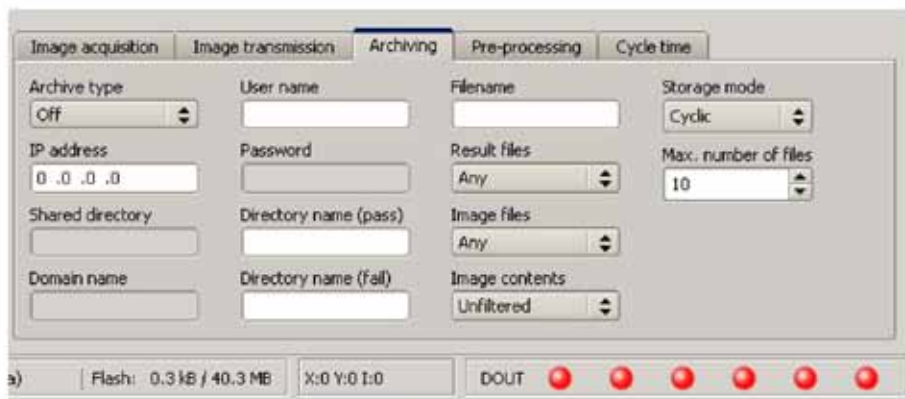 Image acquisition Image transmission Archiving Pre-processing Cycle time
Archive type User name Filename Storage mode
Off Cyclic
IP address Password Result files Max. number of files
0 .0 .0 .0 Any 10
Shared directory Directory name (pass) Image files
Any
Domain name Directory name (fail) Image contents
Unfiltered
a) Flash: 0.3 kB / 40.3 MB X:0 Y:0 I:0 DOUT